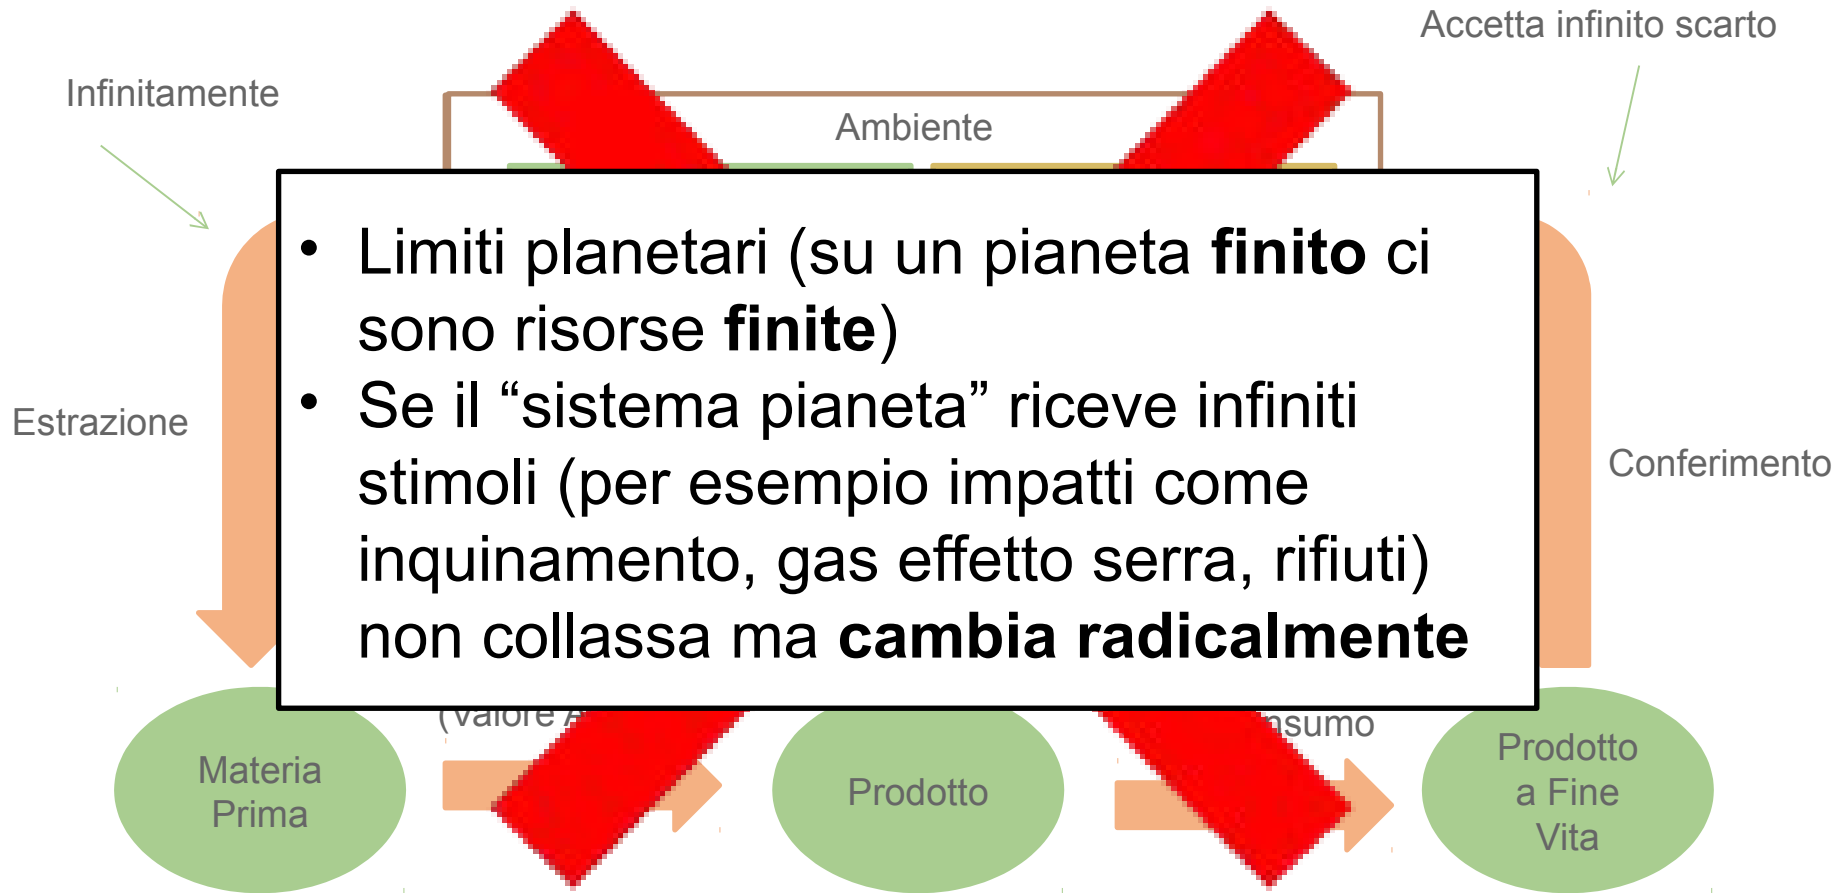 Accetta infinito scarto
Infinitamente
Ambiente
• Limiti planetari (su un pianeta finito ci
sono risorse finite)
• Se il “sistema pianeta” riceve infiniti
stimoli (per esempio impatti come
inquinamento, gas effetto serra, rifiuti)
non collassa ma cambia radicalmente
Estrazione
Conferimento
(Valore
Materia
Prima
Prodotto
Prodotto
a Fine
Vita